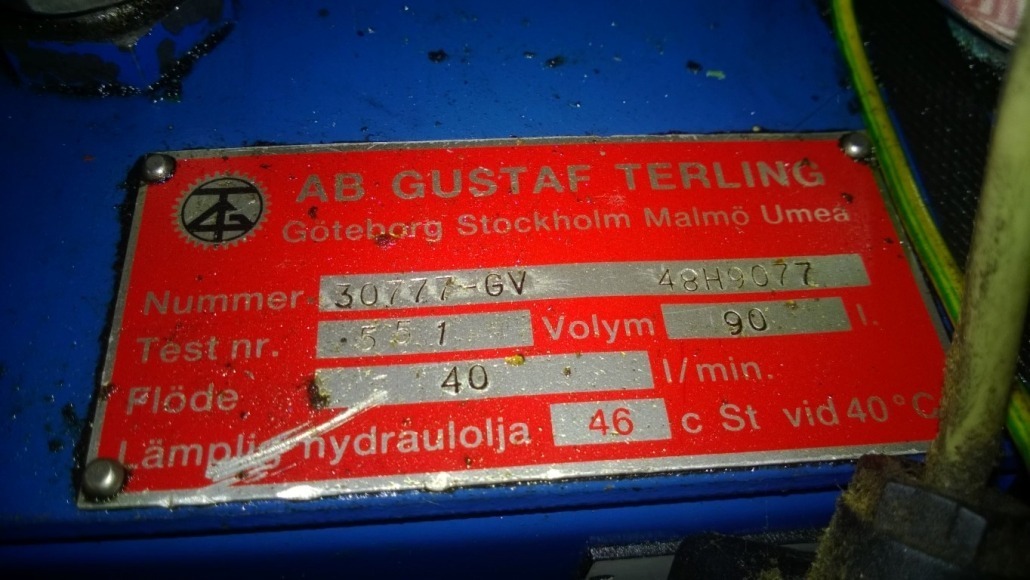 AB GUSTAF TERLING
Göteborg Stockholm Malmö Umeå
Nummer. 30777-GV 48H9077
Test nr. 551 Volym 90 l.
Flöde 40 l/min.
Lämplig hydraulolja 46 c St vid 40°C